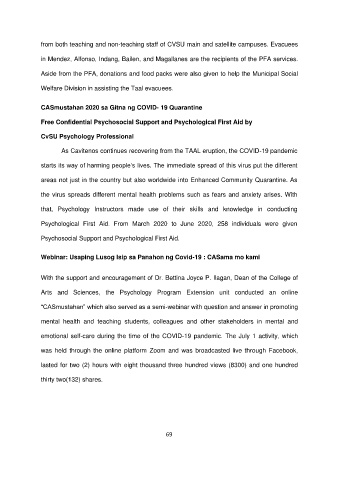 from both teaching and non-teaching staff of CVSU main and satellite campuses. Evacuees
in Mendez, Alfonso, Indang, Bailen, and Magallanes are the recipients of the PFA services.
Aside from the PFA, donations and food packs were also given to help the Municipal Social
Welfare Division in assisting the Taal evacuees.
CASmustahan 2020 sa Gitna ng COVID- 19 Quarantine
Free Confidential Psychosocial Support and Psychological First Aid by
CvSU Psychology Professional
As Caviteños continues recovering from the TAAL eruption, the COVID-19 pandemic
starts its way of harming people's lives. The immediate spread of this virus put the different
areas not just in the country but also worldwide into Enhanced Community Quarantine. As
the virus spreads different mental health problems such as fears and anxiety arises. With
that, Psychology Instructors made use of their skills and knowledge in conducting
Psychological First Aid. From March 2020 to June 2020, 258 individuals were given
Psychosocial Support and Psychological First Aid.
Webinar: Usaping Lusog Isip sa Panahon ng Covid-19 : CASama mo kami
With the support and encouragement of Dr. Bettina Joyce P. Ilagan, Dean of the College of
Arts and Sciences, the Psychology Program Extension unit conducted an online
"CASmustahan" which also served as a semi-webinar with question and answer in promoting
mental health and teaching students, colleagues and other stakeholders in mental and
emotional self-care during the time of the COVID-19 pandemic. The July 1 activity, which
was held through the online platform Zoom and was broadcasted live through Facebook,
lasted for two (2) hours with eight thousand three hundred views (8300) and one hundred
thirty two(132) shares.
69